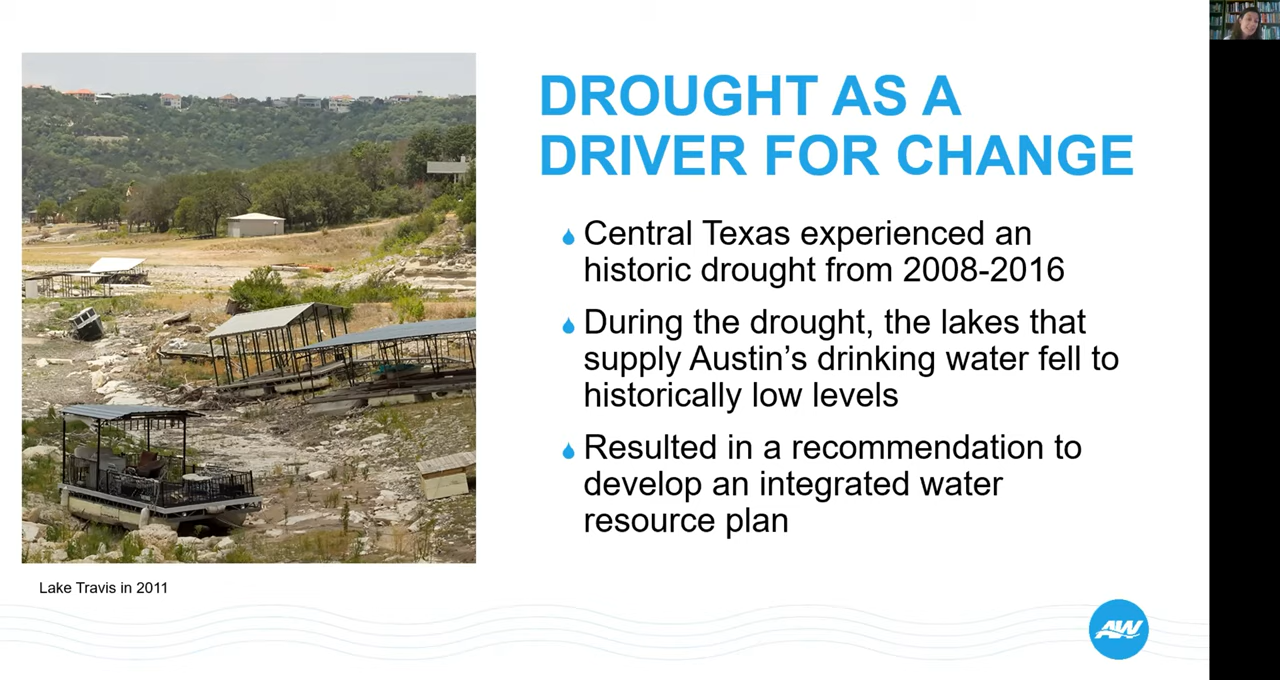 DROUGHT AS A
DRIVER FOR CHANGE
Central Texas experienced an
historic drought from 2008-2016
During the drought, the lakes that
supply Austin’s drinking water fell to
historically low levels
Resulted in a recommendation to
develop an integrated water
resource plan
Lake Travis in 2011
AW